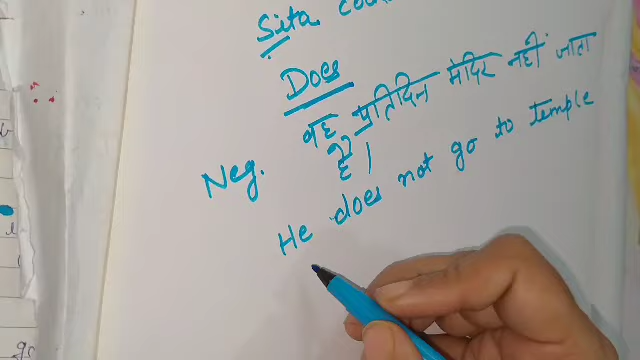 Sita
Does
वह प्रतिदिन मंदिर नहीं जाता
Neg. है।
He does not go to temple